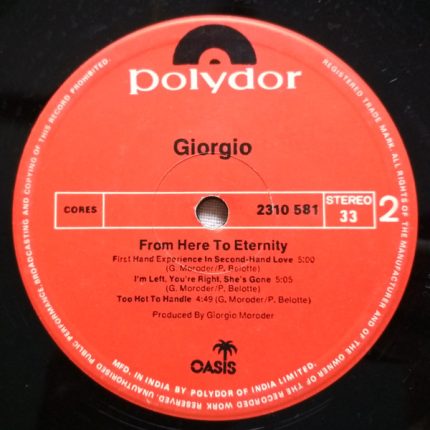 polydor
Giorgio
CORES
2310 581
STEREO
33
2
From Here To Eternity
First Hand Experience in Second-Hand Love 5:00
(G. Moroder/P. Belotte)
I'm Left, You're Right, She's Gone 5:05
(G. Moroder/P. Belotte)
Too Hot To Handle 4:49 (G. Moroder/P. Belotte)
Produced By Giorgio Moroder
OASIS
MFD. IN INDIA BY POLYDOR OF INDIA LIMITED.
REGISTERED TRADE MARK. ALL RIGHTS OF THE MANUFACTURER AND OF THE OWNER OF THE RECORDED WORK RESERVED. UNAUTHORISED PUBLIC PERFORMANCE, BROADCASTING AND COPYING OF THIS RECORD PROHIBITED.